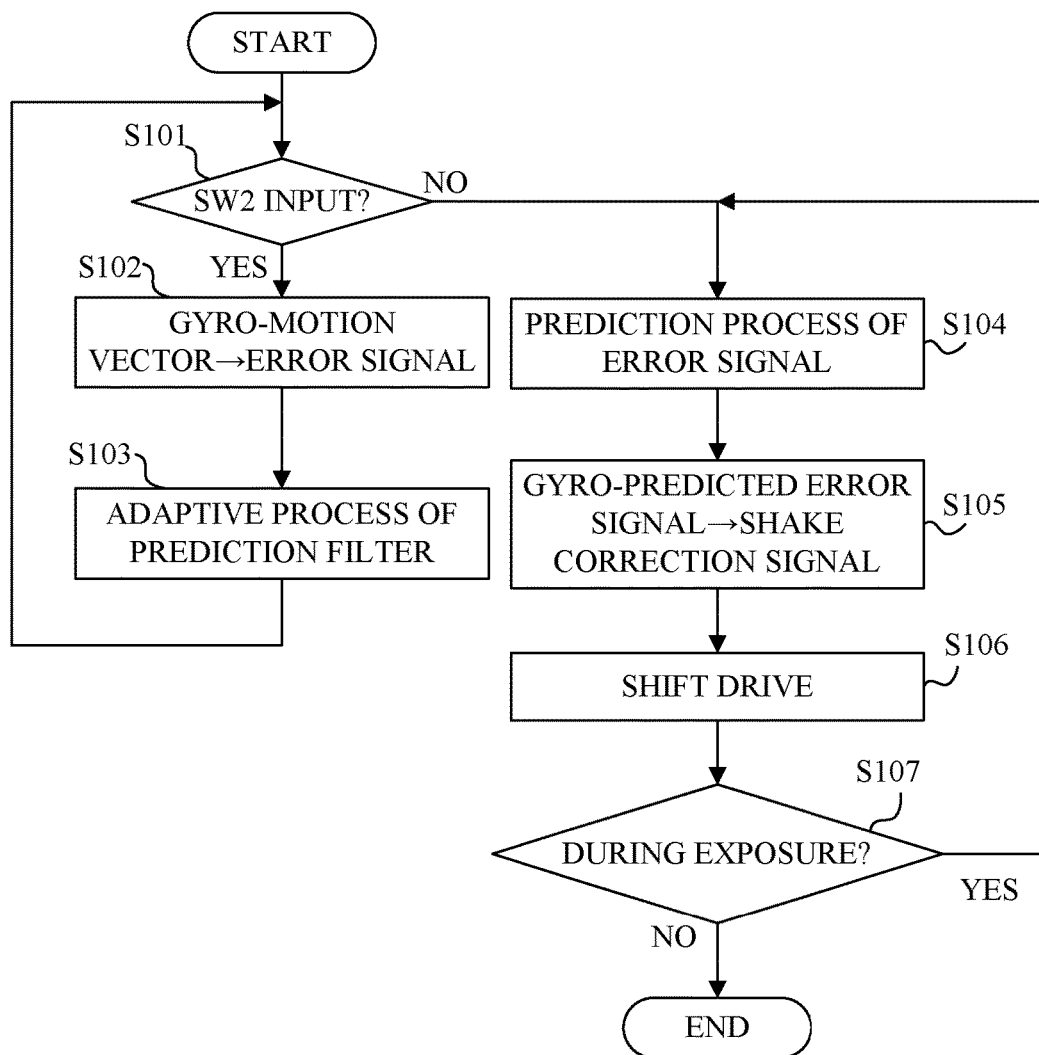 START
S101
SW2 INPUT?
NO
YES
S102
GYRO-MOTION
VECTOR→ERROR SIGNAL
S103
ADAPTIVE PROCESS OF
PREDICTION FILTER
PREDICTION PROCESS OF
ERROR SIGNAL
S104
GYRO-PREDICTED ERROR
SIGNAL→SHAKE
CORRECTION SIGNAL
S105
SHIFT DRIVE
S106
S107
DURING EXPOSURE?
YES
NO
END